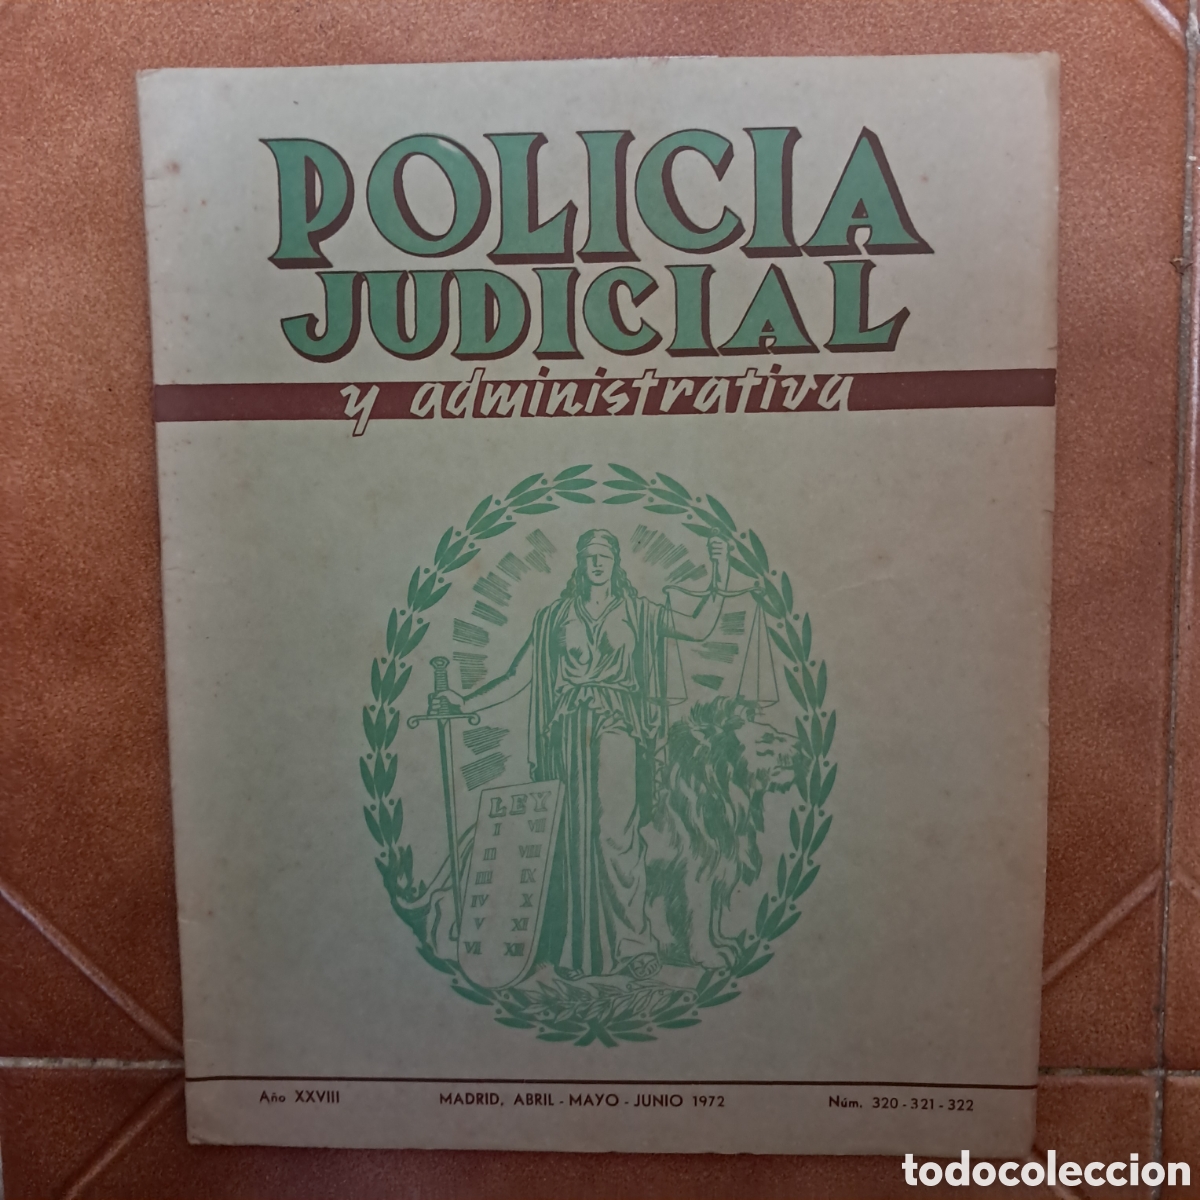 POLICIA
JUDICIAL
y administrativa
LEY
I VII
II VIII
III IX
IV X
V XI
VI XII
Año XXVIII MADRID, ABRIL - MAYO - JUNIO 1972 Núm. 320 - 321 - 322
todocoleccion